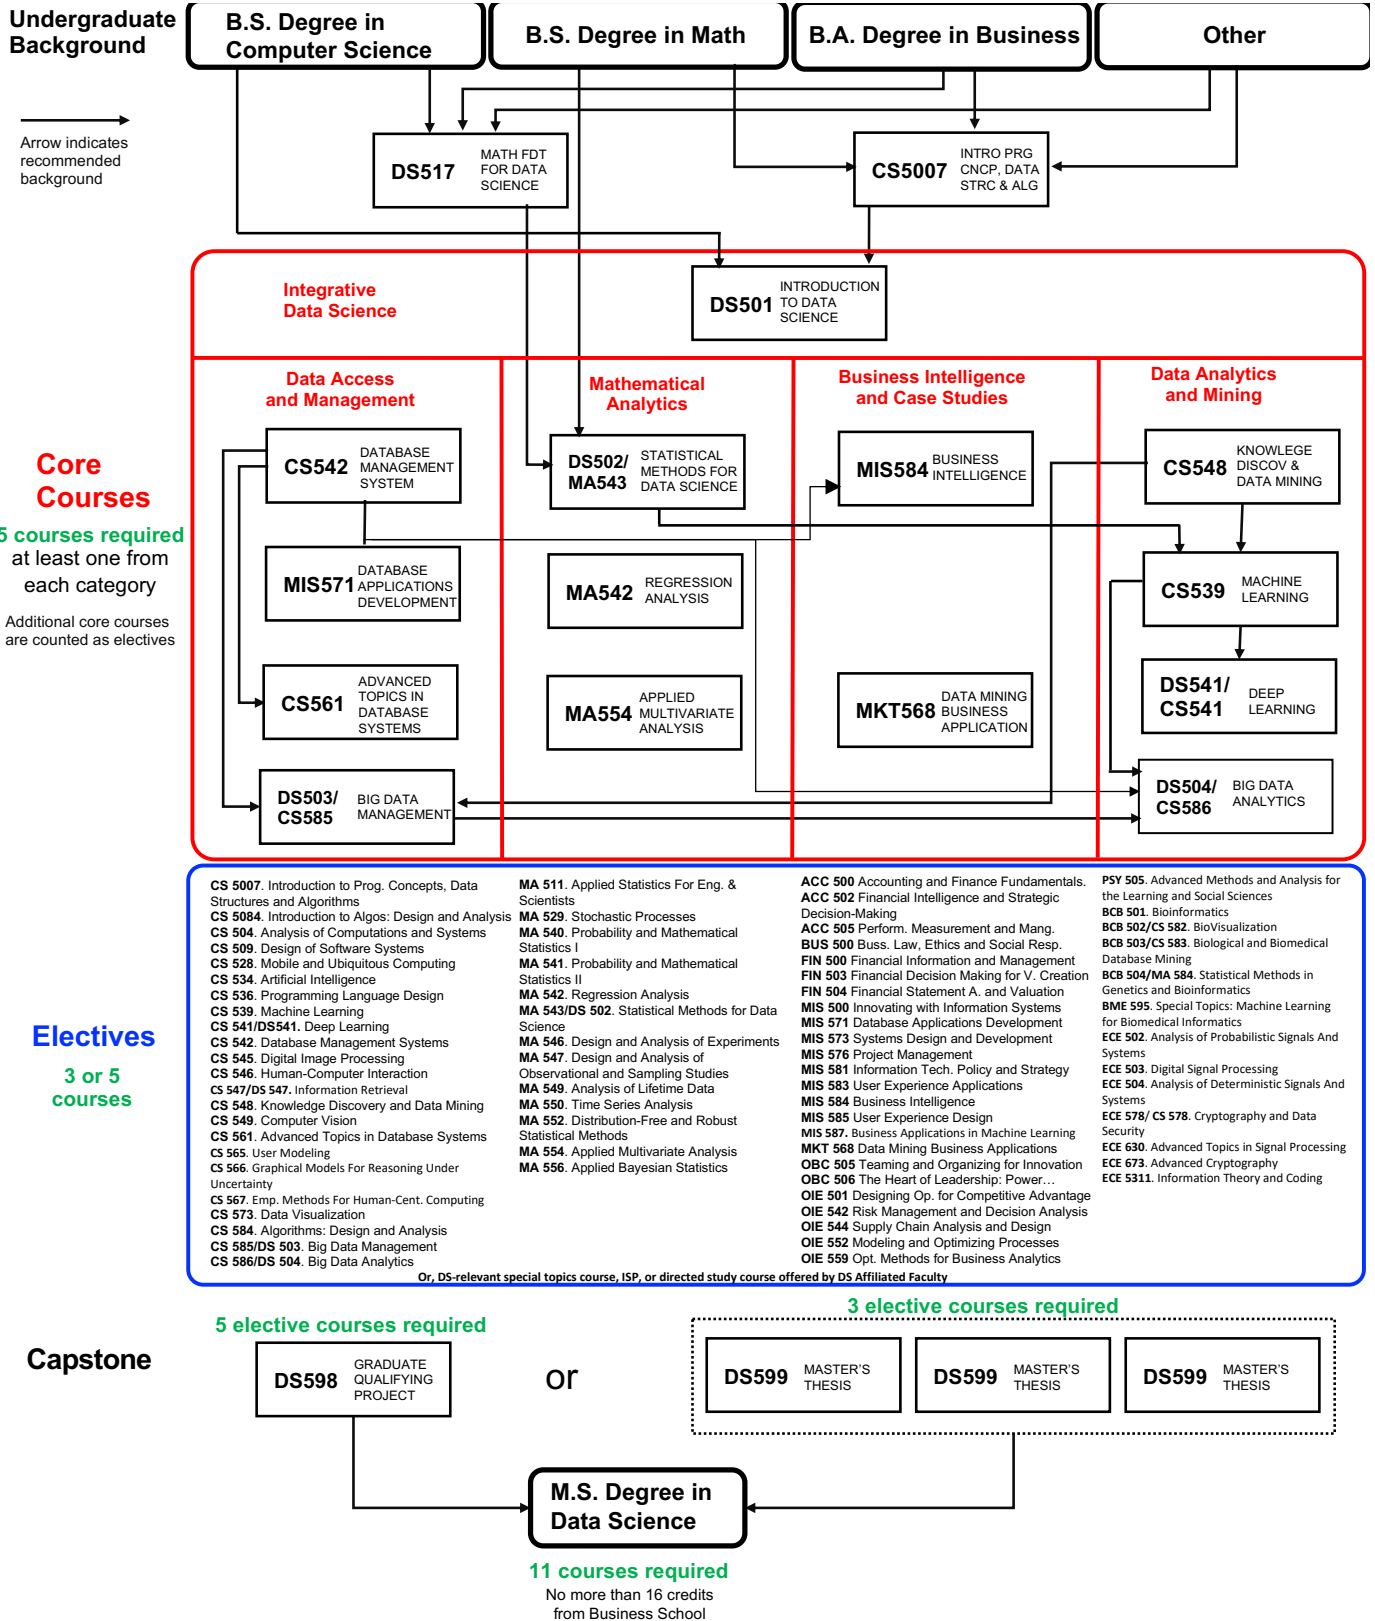 Undergraduate
Background
B.S. Degree in
Computer Science
B.S. Degree in Math
B.A. Degree in Business
Other
Arrow indicates
recommended
background
DS517
MATH FDT
FOR DATA
SCIENCE
CS5007
INTRO PRG
CNCP, DATA
STRC & ALG
Integrative
Data Science
DS501
INTRODUCTION
TO DATA
SCIENCE
Core
Courses
5 courses required
at least one from
each category
Additional core courses
are counted as electives
Data Access
and Management
CS542
DATABASE
MANAGEMENT
SYSTEM
MIS571
DATABASE
APPLICATIONS
DEVELOPMENT
CS561
ADVANCED
TOPICS IN
DATABASE
SYSTEMS
DS503/
CS585
BIG DATA
MANAGEMENT
Mathematical
Analytics
DS502/
MA543
STATISTICAL
METHODS FOR
DATA SCIENCE
MA542
REGRESSION
ANALYSIS
MA554
APPLIED
MULTIVARIATE
ANALYSIS
Business Intelligence
and Case Studies
MIS584
BUSINESS
INTELLIGENCE
MKT568
DATA MINING
BUSINESS
APPLICATION
Data Analytics
and Mining
CS548
KNOWLEGE
DISCOV &
DATA MINING
CS539
MACHINE
LEARNING
DS541/
CS541
DEEP
LEARNING
DS504/
CS586
BIG DATA
ANALYTICS
Electives
3 or 5
courses
CS 5007. Introduction to Prog. Concepts, Data
Structures and Algorithms
CS 5084. Introduction to Algos: Design and Analysis
CS 504. Analysis of Computations and Systems
CS 509. Design of Software Systems
CS 528. Mobile and Ubiquitous Computing
CS 534. Artificial Intelligence
CS 536. Programming Language Design
CS 539. Machine Learning
CS 541/DS541. Deep Learning
CS 542. Database Management Systems
CS 545. Digital Image Processing
CS 546. Human-Computer Interaction
CS 547/DS 547. Information Retrieval
CS 548. Knowledge Discovery and Data Mining
CS 549. Computer Vision
CS 561. Advanced Topics in Database Systems
CS 565. User Modeling
CS 566. Graphical Models For Reasoning Under
Uncertainty
CS 567. Emp. Methods For Human-Cent. Computing
CS 573. Data Visualization
CS 584. Algorithms: Design and Analysis
CS 585/DS 503. Big Data Management
CS 586/DS 504. Big Data Analytics
MA 511. Applied Statistics For Eng. &
Scientists
MA 529. Stochastic Processes
MA 540. Probability and Mathematical
Statistics I
MA 541. Probability and Mathematical
Statistics II
MA 542. Regression Analysis
MA 543/DS 502. Statistical Methods for Data
Science
MA 546. Design and Analysis of Experiments
MA 547. Design and Analysis of
Observational and Sampling Studies
MA 549. Analysis of Lifetime Data
MA 550. Time Series Analysis
MA 552. Distribution-Free and Robust
Statistical Methods
MA 554. Applied Multivariate Analysis
MA 556. Applied Bayesian Statistics
ACC 500 Accounting and Finance Fundamentals.
ACC 502 Financial Intelligence and Strategic
Decision-Making
ACC 505 Perform. Measurement and Mang.
BUS 500 Buss. Law, Ethics and Social Resp.
FIN 500 Financial Information and Management
FIN 503 Financial Decision Making for V. Creation
FIN 504 Financial Statement A. and Valuation
MIS 500 Innovating with Information Systems
MIS 571 Database Applications Development
MIS 573 Systems Design and Development
MIS 576 Project Management
MIS 581 Information Tech. Policy and Strategy
MIS 583 User Experience Applications
MIS 584 Business Intelligence
MIS 585 User Experience Design
MIS 587. Business Applications in Machine Learning
MKT 568 Data Mining Business Applications
OBC 505 Teaming and Organizing for Innovation
OBC 506 The Heart of Leadership: Power...
OIE 501 Designing Op. for Competitive Advantage
OIE 542 Risk Management and Decision Analysis
OIE 544 Supply Chain Analysis and Design
OIE 552 Modeling and Optimizing Processes
OIE 559 Opt. Methods for Business Analytics
PSY 505. Advanced Methods and Analysis for
the Learning and Social Sciences
BCB 501. Bioinformatics
BCB 502/CS 582. BioVisualization
BCB 503/CS 583. Biological and Biomedical
Database Mining
BCB 504/MA 584. Statistical Methods in
Genetics and Bioinformatics
BME 595. Special Topics: Machine Learning
for Biomedical Informatics
ECE 502. Analysis of Probabilistic Signals And
Systems
ECE 503. Digital Signal Processing
ECE 504. Analysis of Deterministic Signals And
Systems
ECE 578/ CS 578. Cryptography and Data
Security
ECE 630. Advanced Topics in Signal Processing
ECE 673. Advanced Cryptography
ECE 5311. Information Theory and Coding
Or, DS-relevant special topics course, ISP, or directed study course offered by DS Affiliated Faculty
Capstone
5 elective courses required
DS598
GRADUATE
QUALIFYING
PROJECT
or
3 elective courses required
DS599
MASTER'S
THESIS
DS599
MASTER'S
THESIS
DS599
MASTER'S
THESIS
M.S. Degree in
Data Science
11 courses required
No more than 16 credits
from Business School